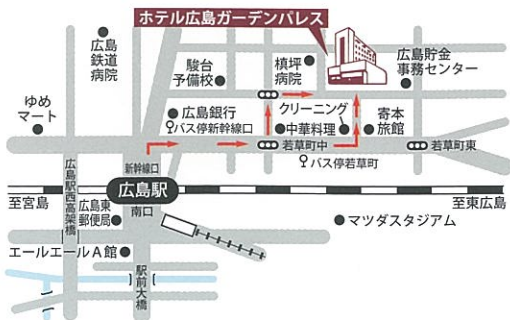 ホテル広島ガーデンパレス
広島
鉄道
病院
駿台
予備校
槙坪
病院
広島貯金
事務センター
ゆめ
マート
広島銀行
バス停新幹線口
クリーニング
中華料理
寄本
旅館
若草町中
若草町東
バス停若草町
新幹線口
広島駅
広島駅西高架橋
至宮島
至東広島
広島東
郵便局
南口
マツダスタジアム
エールエールA館
駅前大橋